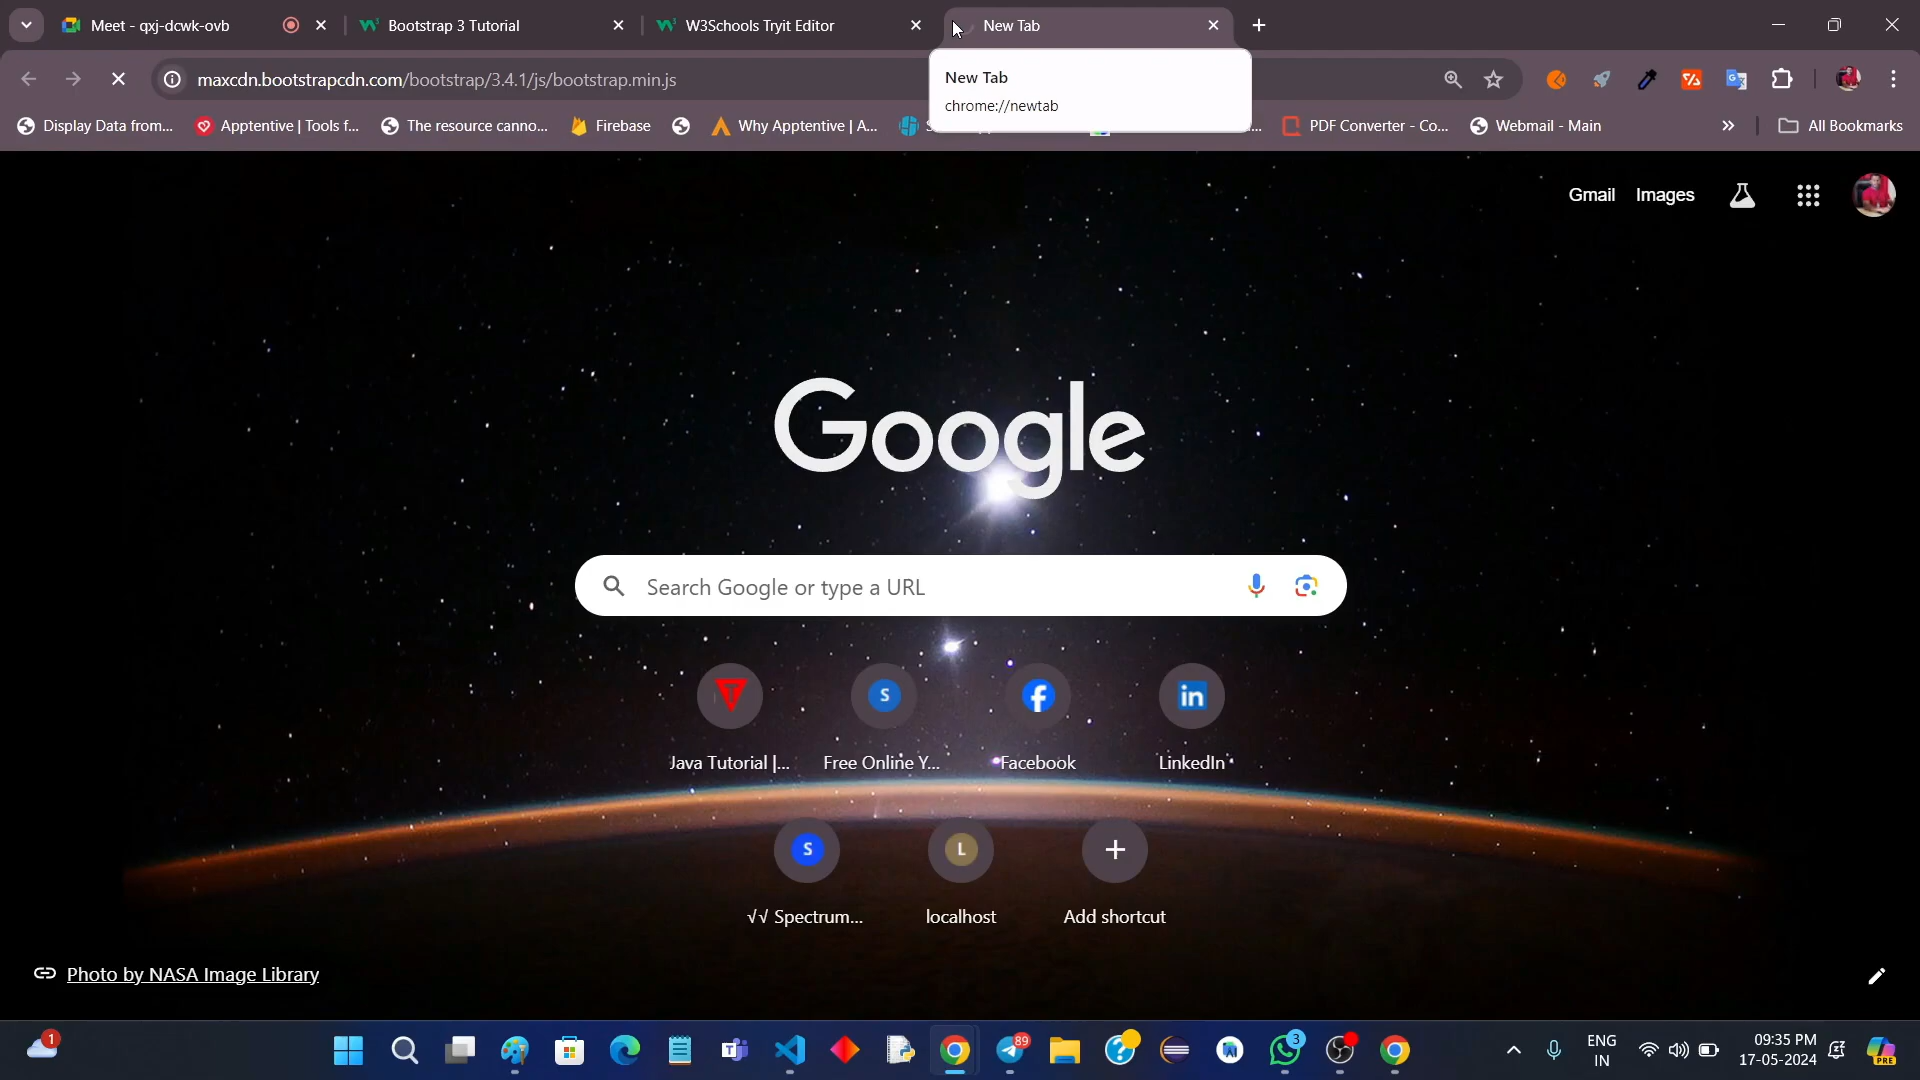 Meet - qxj-dcwk-ovb
Bootstrap 3 Tutorial
W3Schools Tryit Editor
New Tab
maxcdn.bootstrapcdn.com/bootstrap/3.4.1/js/bootstrap.min.js
New Tab
chrome://newtab
Display Data from...
Apptentive | Tools f...
The resource canno...
Firebase
Why Apptentive | A...
PDF Converter - Co...
Webmail - Main
All Bookmarks
Gmail
Images
Google
Search Google or type a URL
Java Tutorial |...
Free Online Y...
Facebook
LinkedIn
√√ Spectrum...
localhost
Add shortcut
Photo by NASA Image Library
1
89
3
ENG
IN
09:35 PM
17-05-2024
PRE